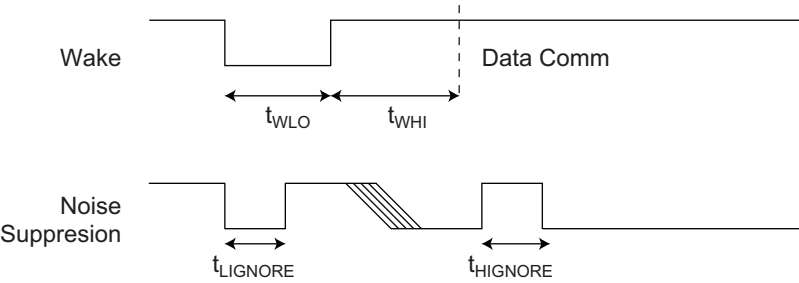 Wake
Data Comm
tWLO
tWHI
Noise
Suppresion
tLIGNORE
tHIGNORE